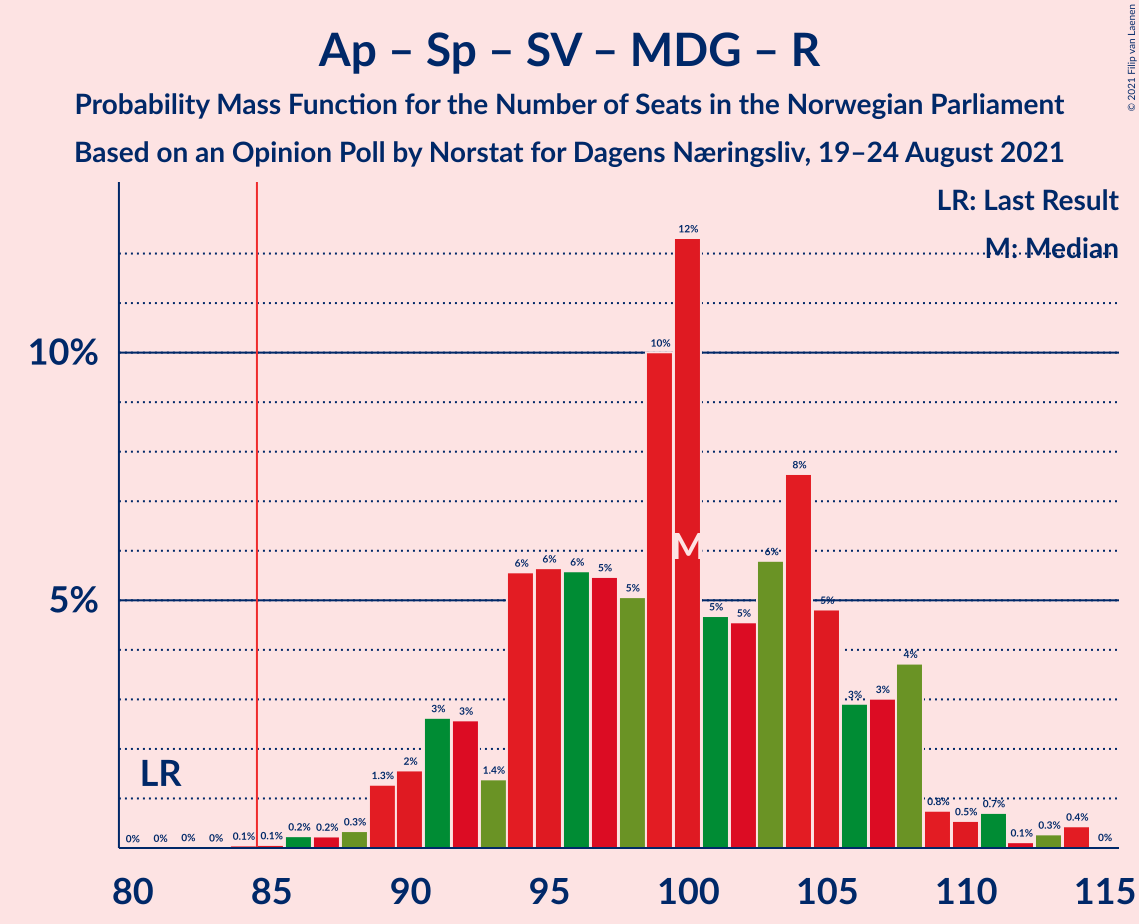 Ap – Sp – SV – MDG – R
Probability Mass Function for the Number of Seats in the Norwegian Parliament
Based on an Opinion Poll by Norstat for Dagens Næringsliv, 19–24 August 2021
© 2021 Filip van Laenen
LR: Last Result
M: Median
10%
5%
LR
M
0% 0% 0% 0% 0.1% 0.1% 0.2% 0.2% 0.3% 1.3% 2% 3% 3% 1.4% 6% 6% 6% 5% 5% 10% 12% 5% 5% 6% 8% 5% 3% 3% 4% 0.8% 0.5% 0.7% 0.1% 0.3% 0.4% 0%
80 85 90 95 100 105 110 115